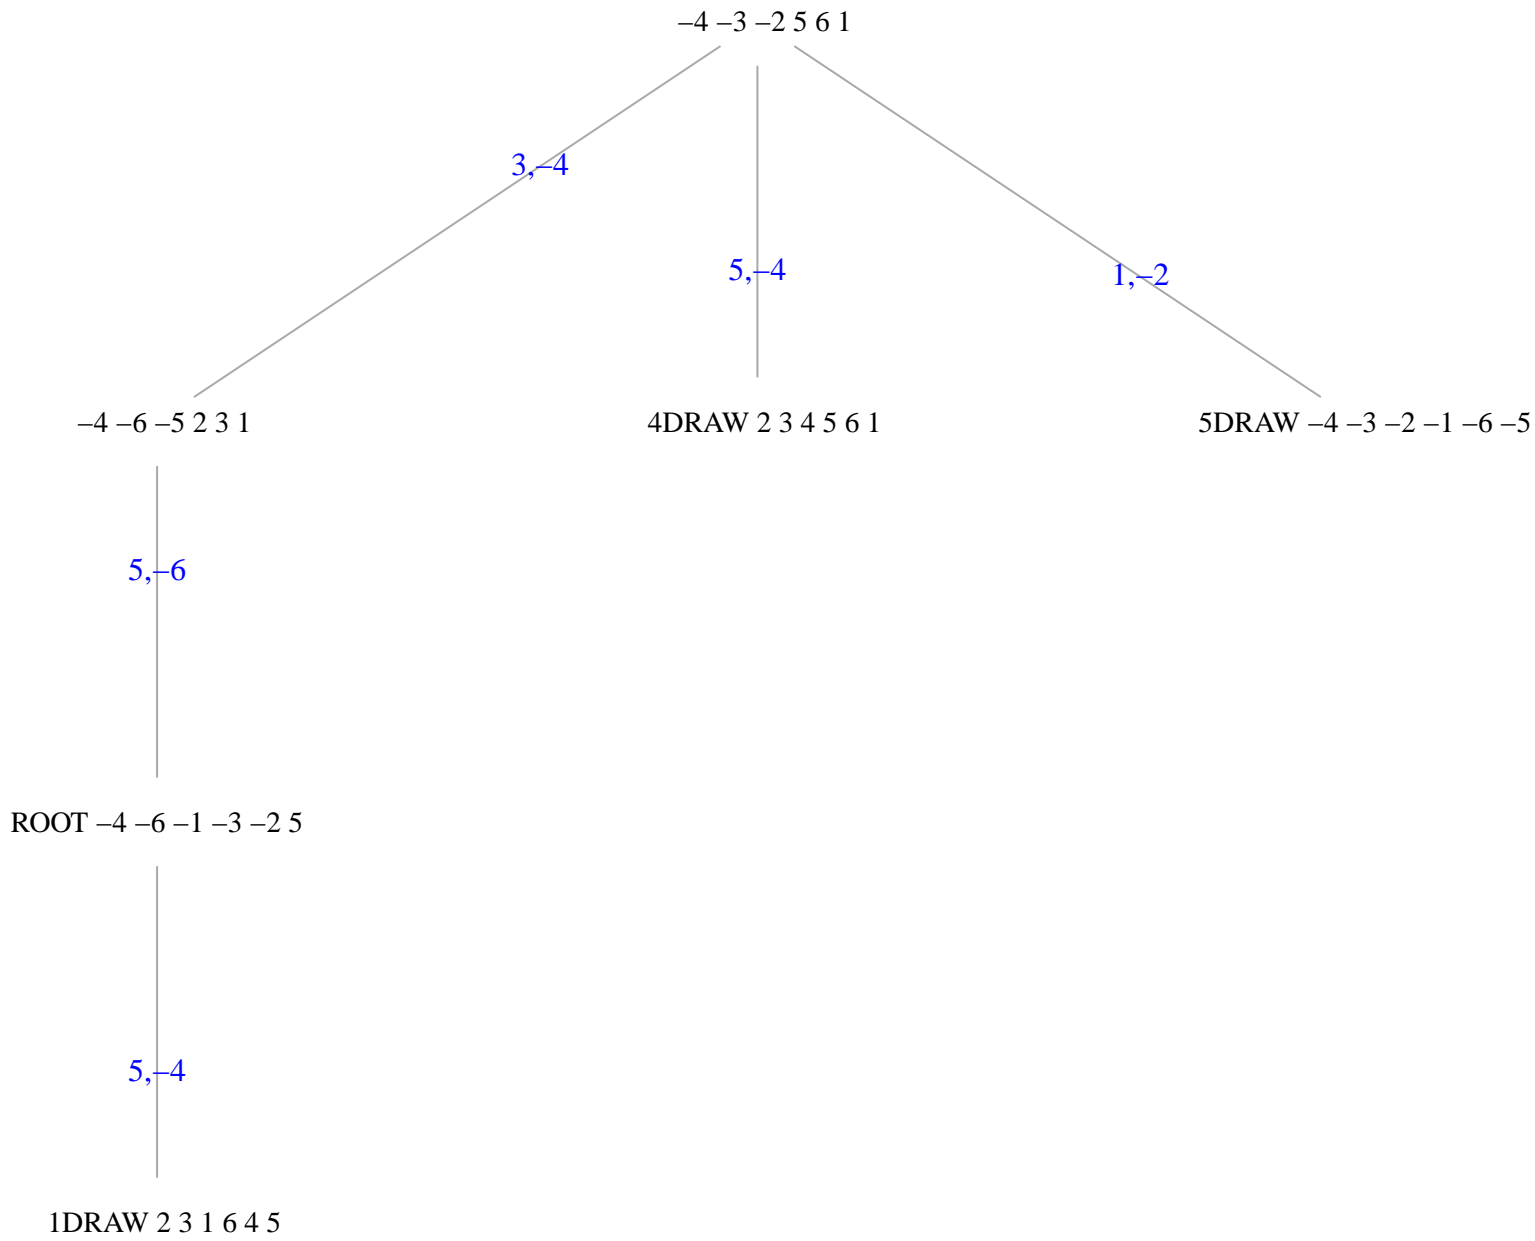 –4 –3 –2 5 6 1
3,–4
5,–4
1,–2
–4 –6 –5 2 3 1
4DRAW 2 3 4 5 6 1
5DRAW –4 –3 –2 –1 –6 –5
5,–6
ROOT –4 –6 –1 –3 –2 5
5,–4
1DRAW 2 3 1 6 4 5